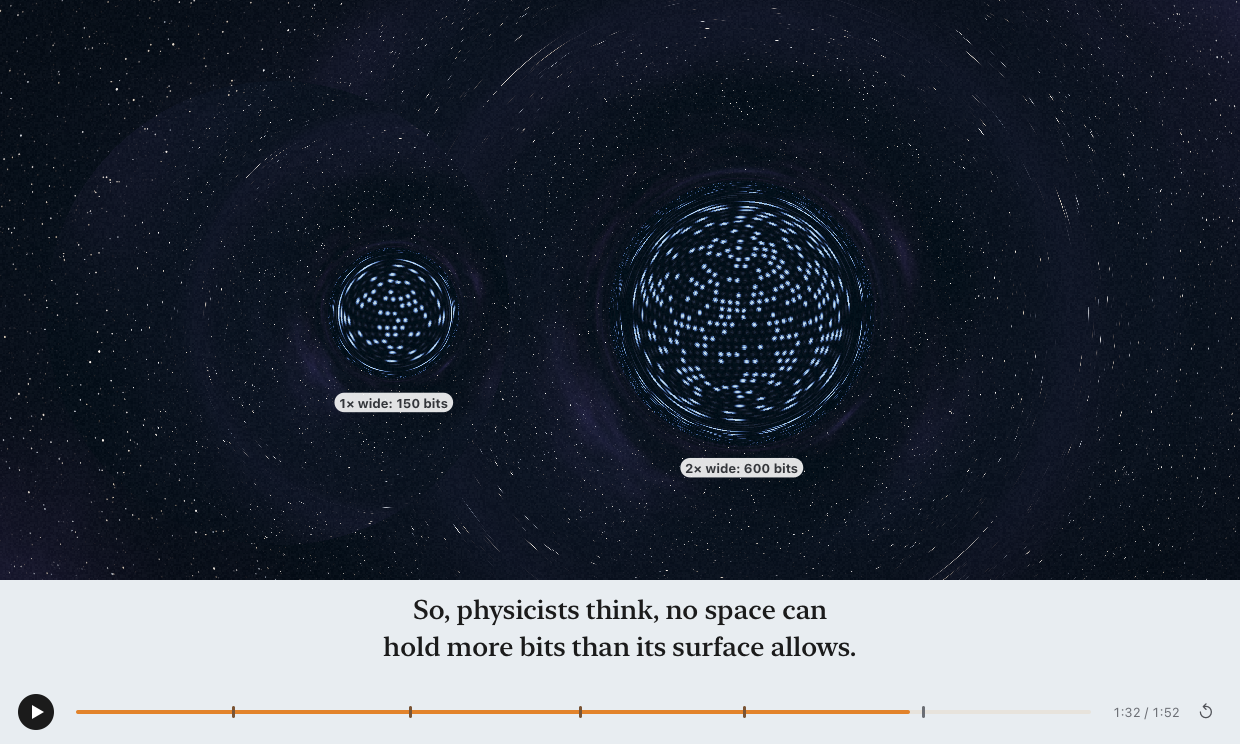 1× wide: 150 bits
2× wide: 600 bits
So, physicists think, no space can
hold more bits than its surface allows.
1:32 / 1:52